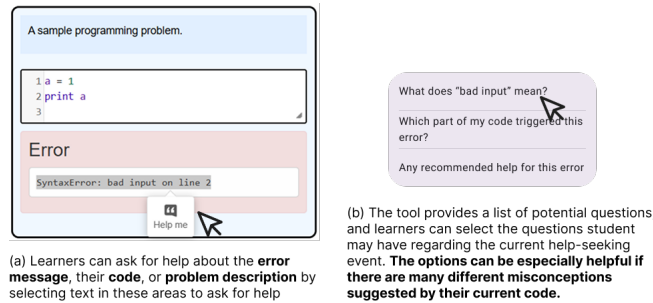 A sample programming problem.
1 a = 1
2 print a
3
Error
SyntaxError: bad input on line 2
Help me
(a) Learners can ask for help about the error
message, their code, or problem description by
selecting text in these areas to ask for help
What does "bad input" mean?
Which part of my code triggered this
error?
Any recommended help for this error
(b) The tool provides a list of potential questions
and learners can select the questions student
may have regarding the current help-seeking
event. The options can be especially helpful if
there are many different misconceptions
suggested by their current code.